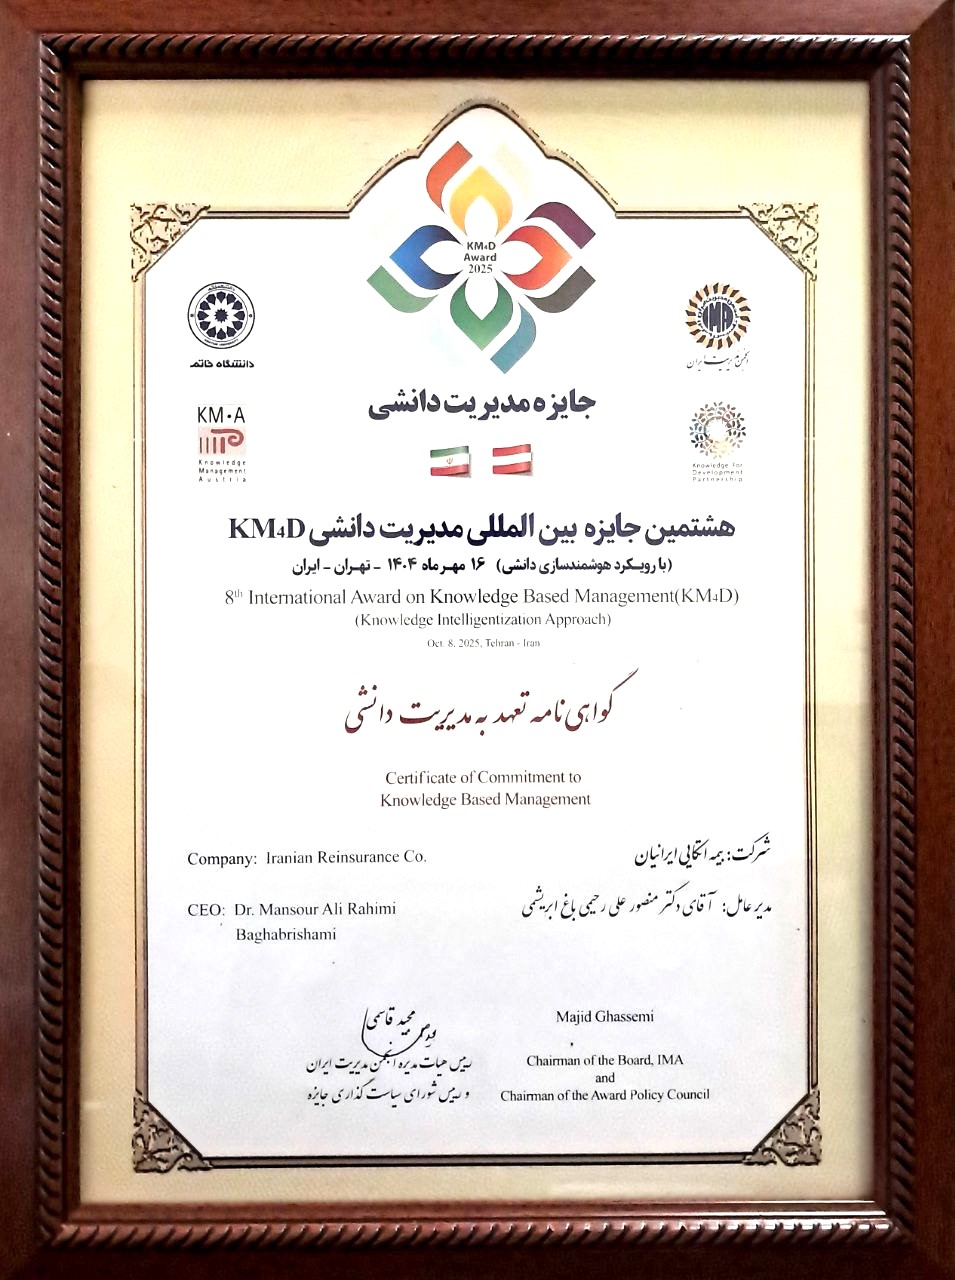 KM4D
Award
2025
دانشگاه خاتم
IMA
انجمن مدیریت ایران
KM•A
Knowledge
Management
Austria
Knowledge For
Development
Partnership
جایزه مدیریت دانشی
هشتمین جایزه بین المللی مدیریت دانشی KM4D
(با رویکرد هوشمندسازی دانشی) ۱۶ مهرماه ۱۴۰۴ - تهران - ایران
8th International Award on Knowledge Based Management(KM4D)
(Knowledge Intelligentization Approach)
Oct. 8. 2025, Tehran - Iran
گواهی نامه تعهد به مدیریت دانشی
Certificate of Commitment to
Knowledge Based Management
شرکت: بیمه اتکایی ایرانیان
Company: Iranian Reinsurance Co.
مدیر عامل: آقای دکتر منصور علی رحیمی باغ ابریشمی
CEO: Dr. Mansour Ali Rahimi
Baghabrishami
مجید قاسمی
رییس هیات مدیره انجمن مدیریت ایران
و رییس شورای سیاست گذاری جایزه
Majid Ghassemi
Chairman of the Board, IMA
and
Chairman of the Award Policy Council